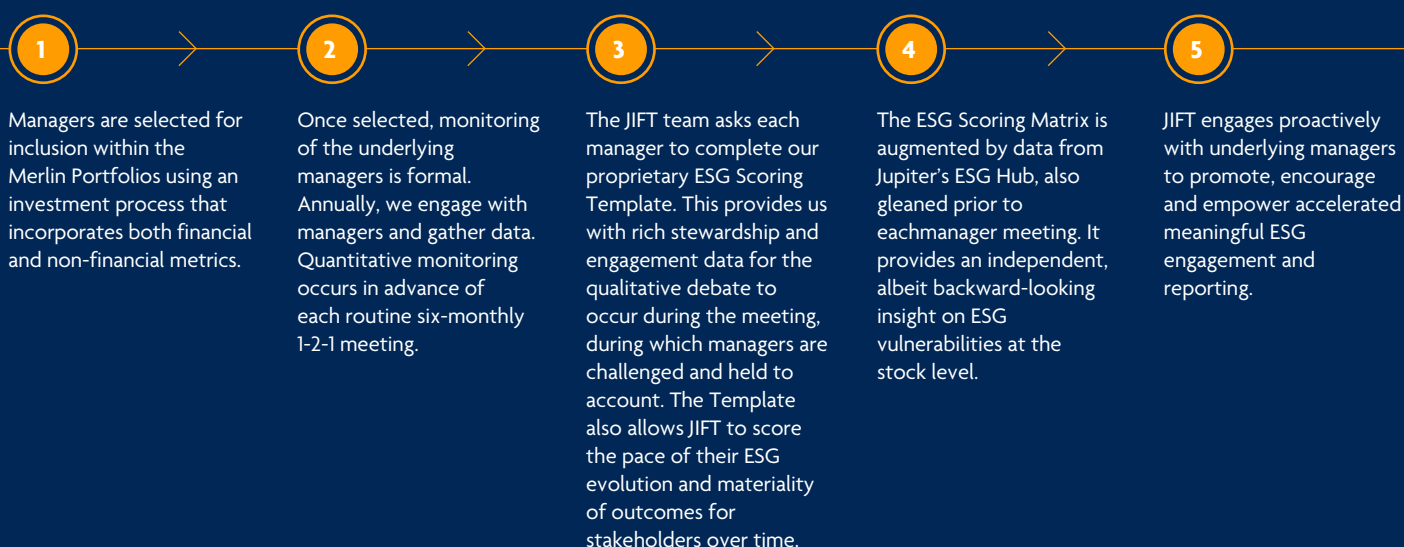 1
Managers are selected for
inclusion within the
Merlin Portfolios using an
investment process that
incorporates both financial
and non-financial metrics.
2
Once selected, monitoring
of the underlying
managers is formal.
Annually, we engage with
managers and gather data.
Quantitative monitoring
occurs in advance of
each routine six-monthly
1-2-1 meeting.
3
The JIFT team asks each
manager to complete our
proprietary ESG Scoring
Template. This provides us
with rich stewardship and
engagement data for the
qualitative debate to
occur during the meeting,
during which managers are
challenged and held to
account. The Template
also allows JIFT to score
the pace of their ESG
evolution and materiality
of outcomes for
stakeholders over time.
4
The ESG Scoring Matrix is
augmented by data from
Jupiter’s ESG Hub, also
gleaned prior to
eachmanager meeting. It
provides an independent,
albeit backward-looking
insight on ESG
vulnerabilities at the
stock level.
5
JIFT engages proactively
with underlying managers
to promote, encourage
and empower accelerated
meaningful ESG
engagement and
reporting.